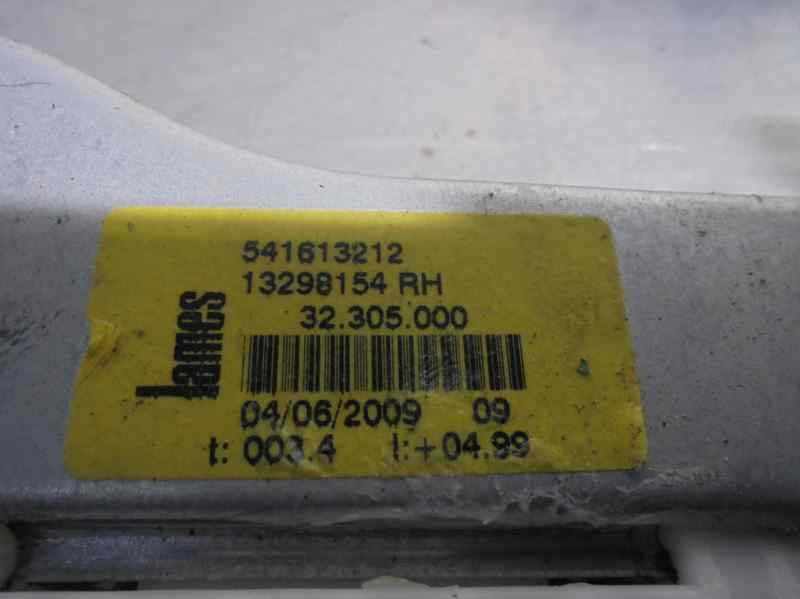 541613212
13298154 RH
32.305.000
Lames
04/06/2009 09
t: 003.4 l:+04.99